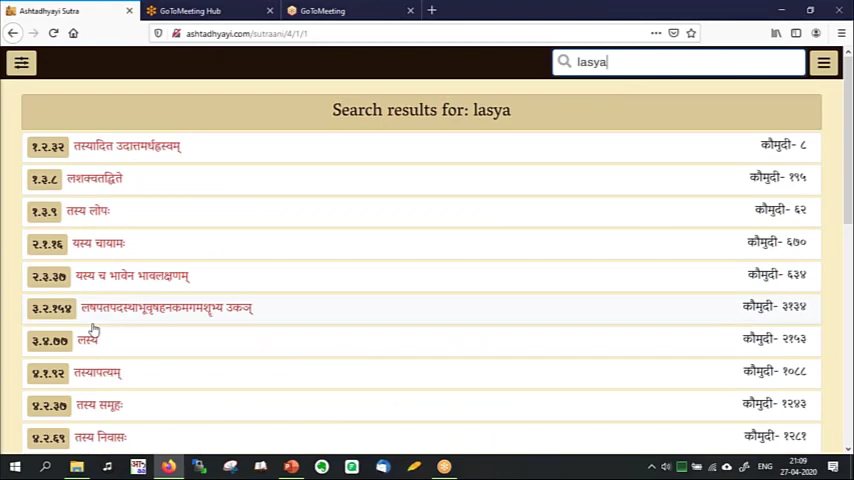 Ashtadhyayi Sutra
GoToMeeting Hub
GoToMeeting
ashtadhyayi.com/sutraani/4/1/1
lasya
Search results for: lasya
१.२.३२ तस्यादित उदात्तमर्धह्रस्वम् कौमुदी- ८
१.३.८ लशक्वतद्धिते कौमुदी- १९५
१.३.९ तस्य लोपः कौमुदी- ६२
२.१.१६ यस्य चायामः कौमुदी- ६७०
२.३.३७ यस्य च भावेन भावलक्षणम् कौमुदी- ६३४
३.२.१५४ लषपतपदस्थाभूवृषहनकमगमशॄभ्य उकञ् कौमुदी- ३१३४
३.४.७७ लस्य कौमुदी- २१५३
४.१.९२ तस्यापत्यम् कौमुदी- १०८८
४.२.३७ तस्य समूहः कौमुदी- १२४३
४.२.६९ तस्य निवासः कौमुदी- १२८१
ENG
21:09
27-04-2020